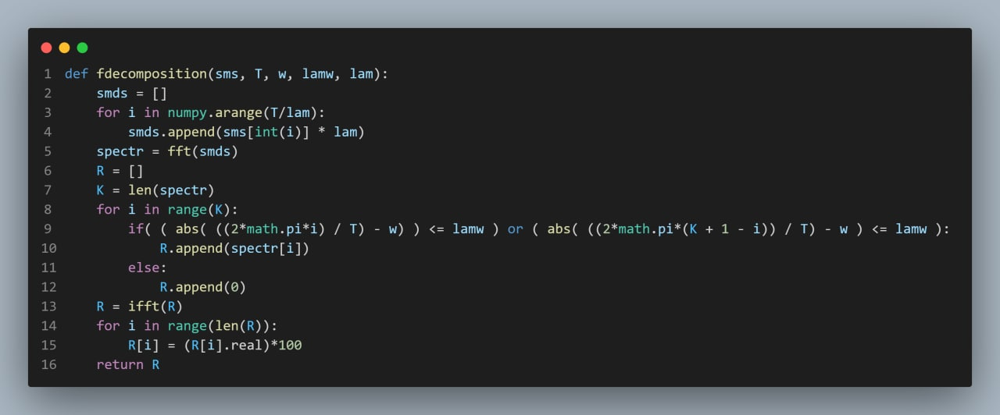 1 def fdecomposition(sms, T, w, lamw, lam):
2     smds = []
3     for i in numpy.arange(T/lam):
4         smds.append(sms[int(i)] * lam)
5     spectr = fft(smds)
6     R = []
7     K = len(spectr)
8     for i in range(K):
9         if( ( abs( ((2*math.pi*i) / T) - w) ) <= lamw ) or ( abs( ((2*math.pi*(K + 1 - i)) / T) - w ) <= lamw ):
10             R.append(spectr[i])
11         else:
12             R.append(0)
13     R = ifft(R)
14     for i in range(len(R)):
15         R[i] = (R[i].real)*100
16     return R